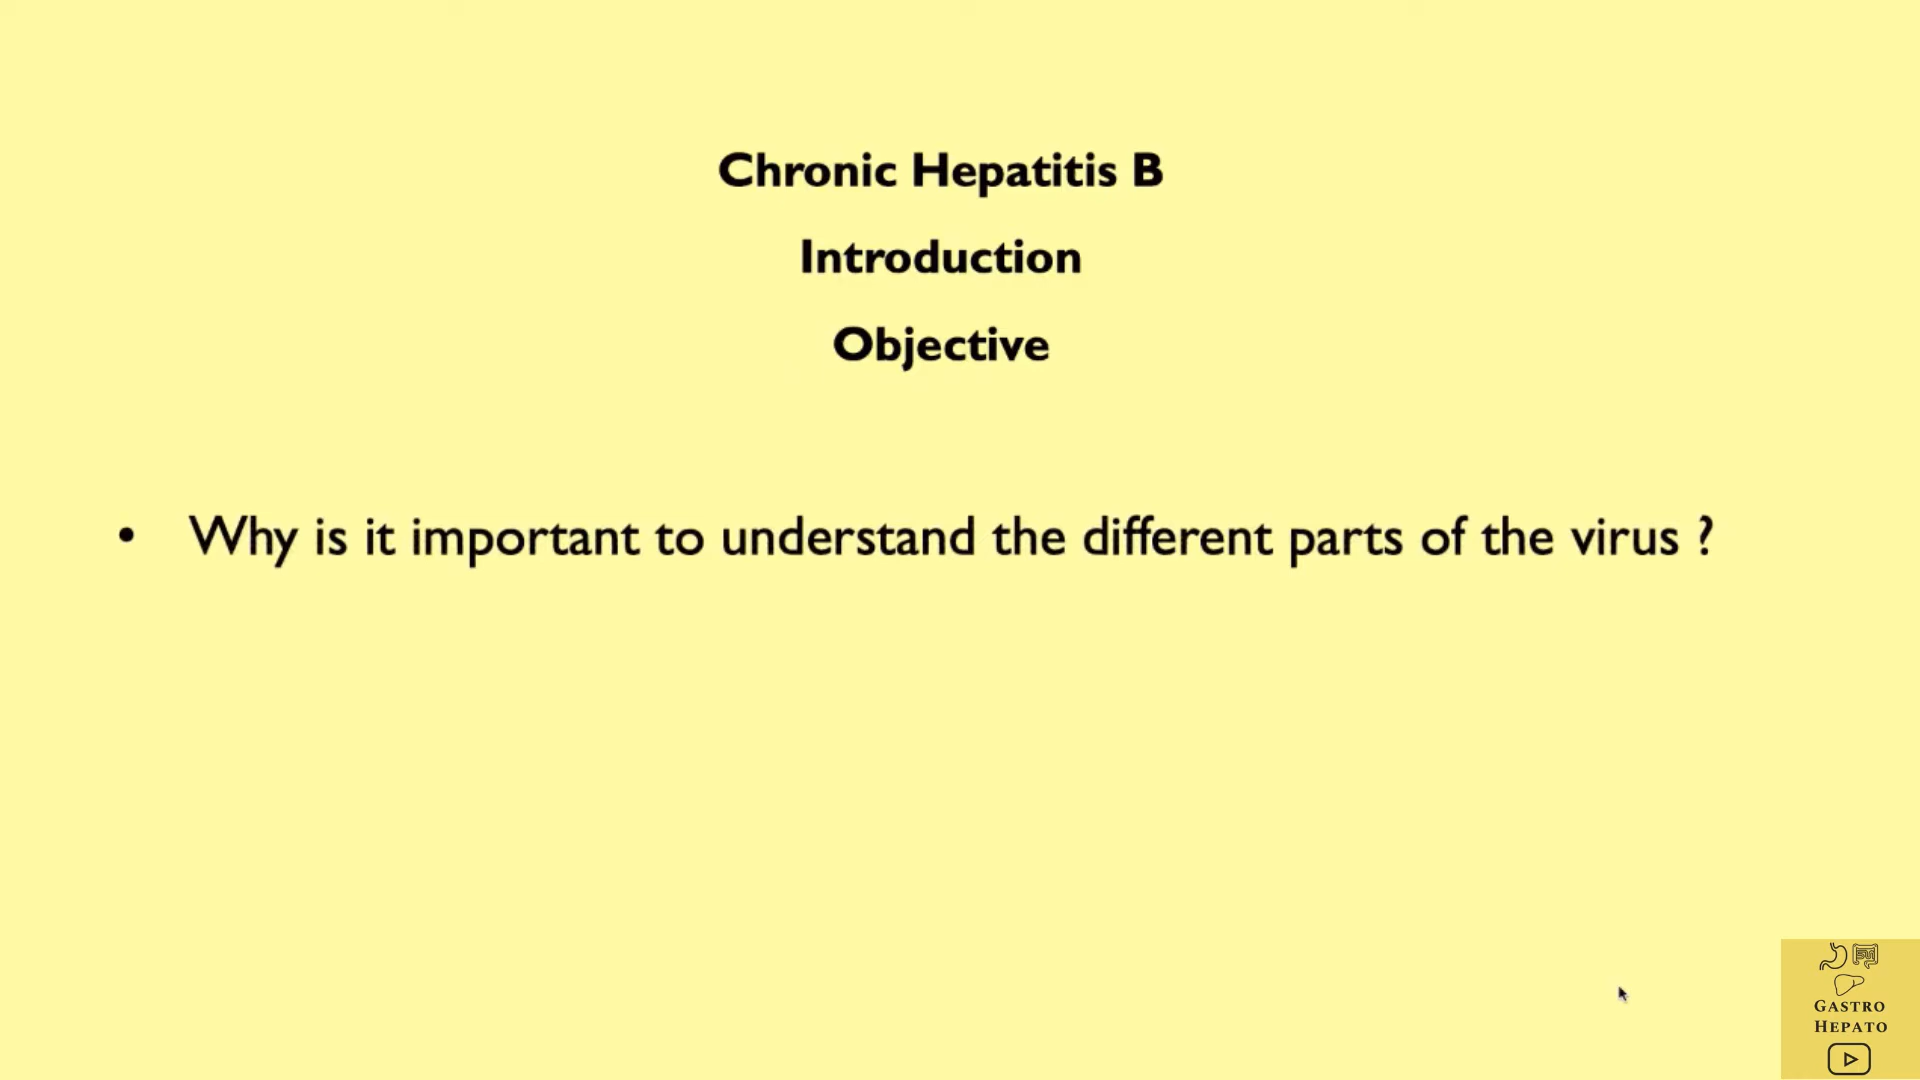 Chronic Hepatitis B
Introduction
Objective
• Why is it important to understand the different parts of the virus ?
GASTRO
HEPATO